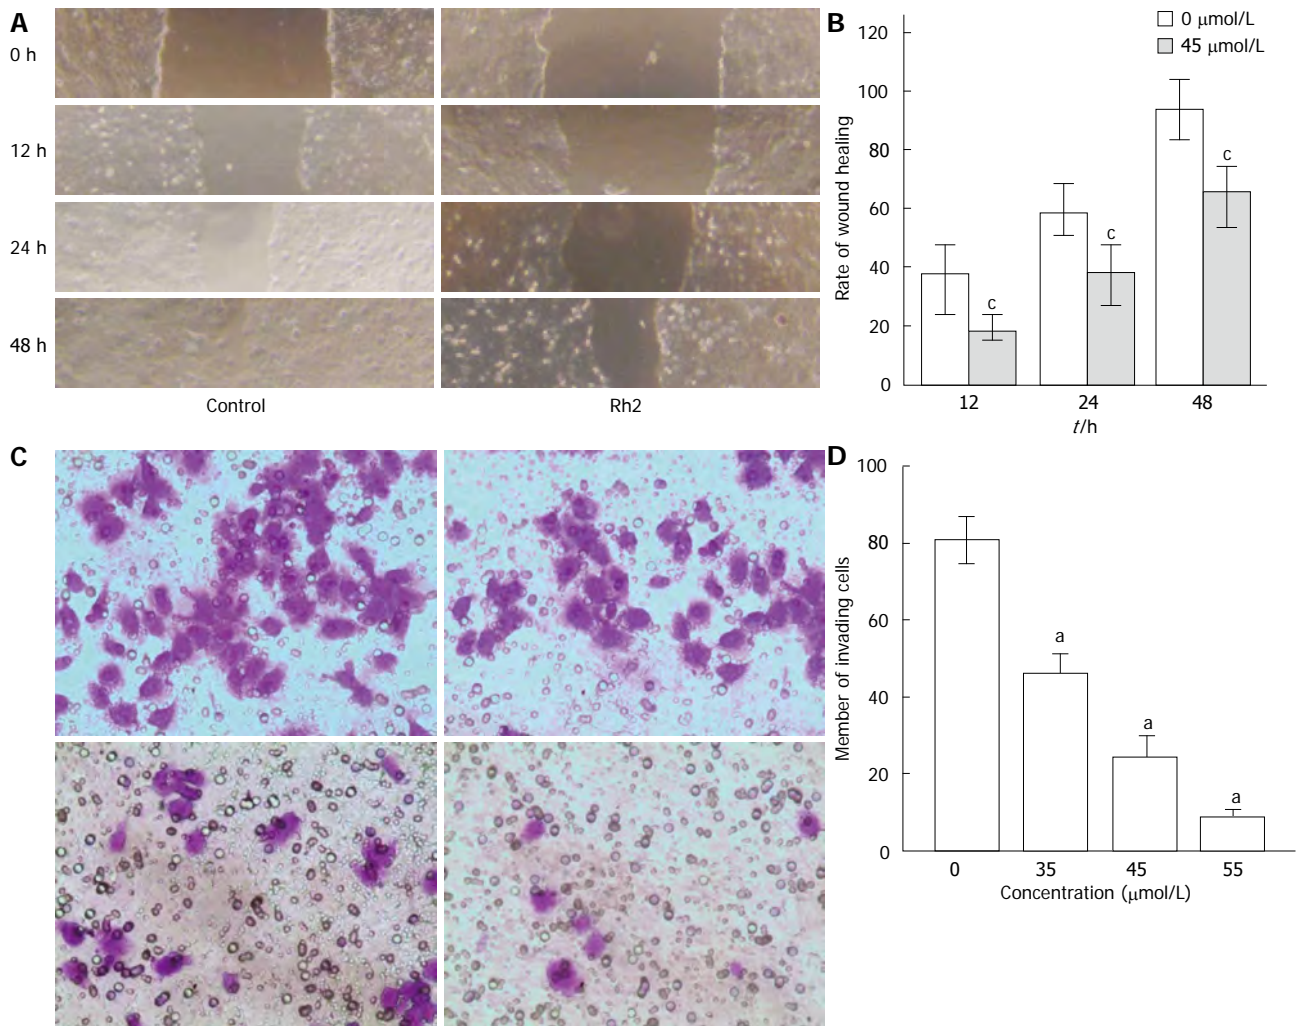 A
0 h
12 h
24 h
48 h
Control
Rh2
B
0 μmol/L
45 μmol/L
Rate of wound healing
120
100
80
60
40
20
0
c
c
c
12
24
48
t/h
C
D
Member of invading cells
100
80
60
40
20
0
a
a
a
0
35
45
55
Concentration (μmol/L)